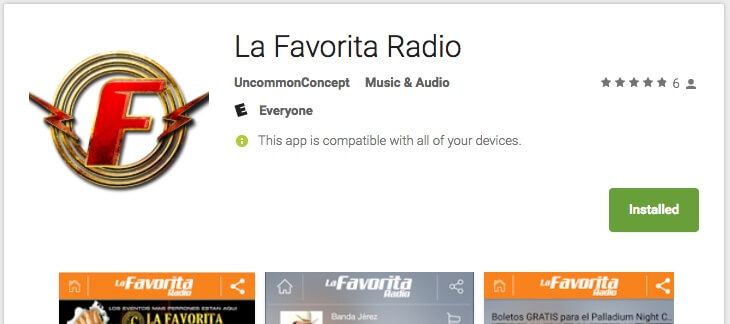 La Favorita Radio
UncommonConcept Music & Audio 6
E Everyone
This app is compatible with all of your devices.
F
Installed
La Favorita Radio
LOS EVENTOS MAS PERRONES ESTAN AQUI
LA FAVORITA
La Favorita Radio
Banda Jérez
La Favorita Radio
Boletos GRATIS para el Palladium Night C...